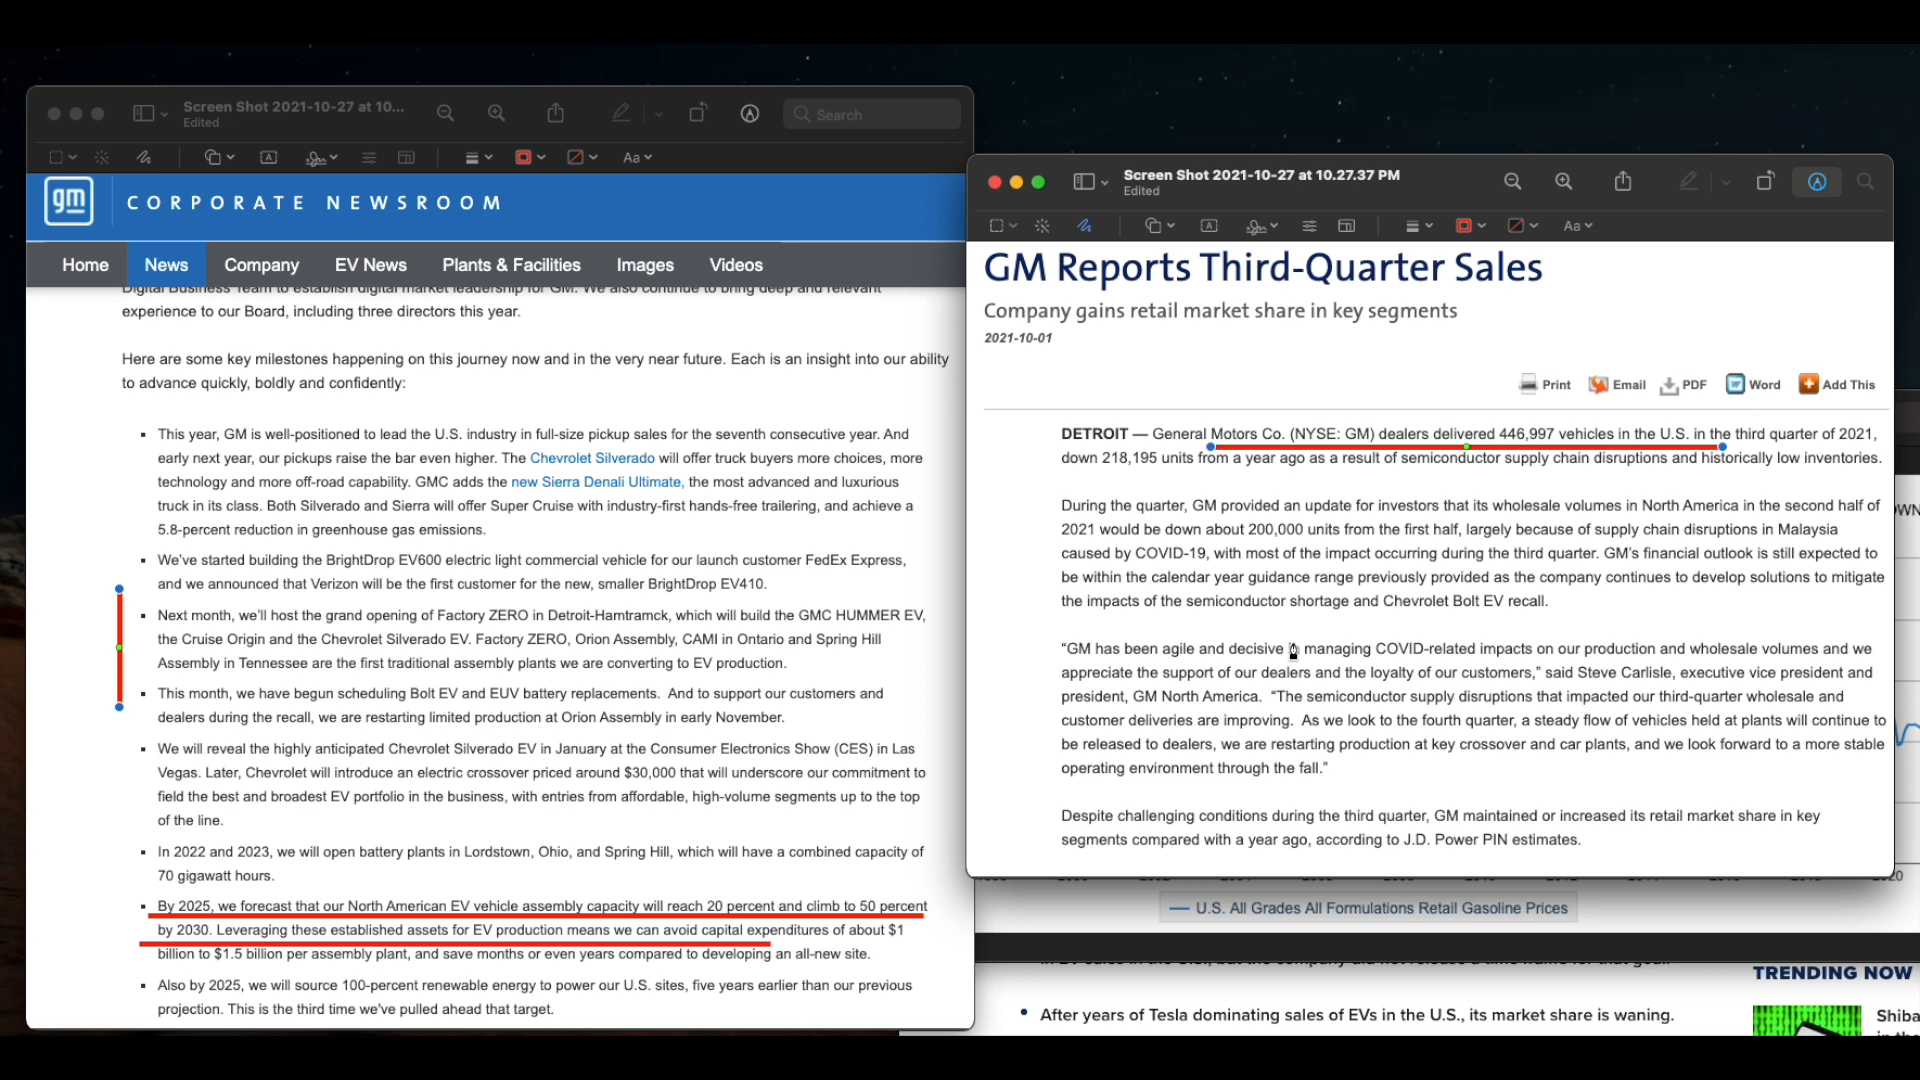 Screen Shot 2021-10-27 at 10...
Edited
Search
Aa
gm
CORPORATE NEWSROOM
Home News Company EV News Plants & Facilities Images Videos
Digital Business Team to establish digital market leadership for GM. We also continue to bring deep and relevant
experience to our Board, including three directors this year.
Here are some key milestones happening on this journey now and in the very near future. Each is an insight into our ability
to advance quickly, boldly and confidently:
▪ This year, GM is well-positioned to lead the U.S. industry in full-size pickup sales for the seventh consecutive year. And
early next year, our pickups raise the bar even higher. The Chevrolet Silverado will offer truck buyers more choices, more
technology and more off-road capability. GMC adds the new Sierra Denali Ultimate, the most advanced and luxurious
truck in its class. Both Silverado and Sierra will offer Super Cruise with industry-first hands-free trailering, and achieve a
5.8-percent reduction in greenhouse gas emissions.
▪ We've started building the BrightDrop EV600 electric light commercial vehicle for our launch customer FedEx Express,
and we announced that Verizon will be the first customer for the new, smaller BrightDrop EV410.
▪ Next month, we'll host the grand opening of Factory ZERO in Detroit-Hamtramck, which will build the GMC HUMMER EV,
the Cruise Origin and the Chevrolet Silverado EV. Factory ZERO, Orion Assembly, CAMI in Ontario and Spring Hill
Assembly in Tennessee are the first traditional assembly plants we are converting to EV production.
▪ This month, we have begun scheduling Bolt EV and EUV battery replacements. And to support our customers and
dealers during the recall, we are restarting limited production at Orion Assembly in early November.
▪ We will reveal the highly anticipated Chevrolet Silverado EV in January at the Consumer Electronics Show (CES) in Las
Vegas. Later, Chevrolet will introduce an electric crossover priced around $30,000 that will underscore our commitment to
field the best and broadest EV portfolio in the business, with entries from affordable, high-volume segments up to the top
of the line.
▪ In 2022 and 2023, we will open battery plants in Lordstown, Ohio, and Spring Hill, which will have a combined capacity of
70 gigawatt hours.
▪ By 2025, we forecast that our North American EV vehicle assembly capacity will reach 20 percent and climb to 50 percent
by 2030. Leveraging these established assets for EV production means we can avoid capital expenditures of about $1
billion to $1.5 billion per assembly plant, and save months or even years compared to developing an all-new site.
▪ Also by 2025, we will source 100-percent renewable energy to power our U.S. sites, five years earlier than our previous
projection. This is the third time we've pulled ahead that target.
Screen Shot 2021-10-27 at 10.27.37 PM
Edited
Aa
GM Reports Third-Quarter Sales
Company gains retail market share in key segments
2021-10-01
Print Email PDF Word Add This
DETROIT — General Motors Co. (NYSE: GM) dealers delivered 446,997 vehicles in the U.S. in the third quarter of 2021,
down 218,195 units from a year ago as a result of semiconductor supply chain disruptions and historically low inventories.
During the quarter, GM provided an update for investors that its wholesale volumes in North America in the second half of
2021 would be down about 200,000 units from the first half, largely because of supply chain disruptions in Malaysia
caused by COVID-19, with most of the impact occurring during the third quarter. GM's financial outlook is still expected to
be within the calendar year guidance range previously provided as the company continues to develop solutions to mitigate
the impacts of the semiconductor shortage and Chevrolet Bolt EV recall.
“GM has been agile and decisive managing COVID-related impacts on our production and wholesale volumes and we
appreciate the support of our dealers and the loyalty of our customers,” said Steve Carlisle, executive vice president and
president, GM North America. “The semiconductor supply disruptions that impacted our third-quarter wholesale and
customer deliveries are improving. As we look to the fourth quarter, a steady flow of vehicles held at plants will continue to
be released to dealers, we are restarting production at key crossover and car plants, and we look forward to a more stable
operating environment through the fall.”
Despite challenging conditions during the third quarter, GM maintained or increased its retail market share in key
segments compared with a year ago, according to J.D. Power PIN estimates.
U.S. All Grades All Formulations Retail Gasoline Prices
TRENDING NOW
• After years of Tesla dominating sales of EVs in the U.S., its market share is waning.
Shiba